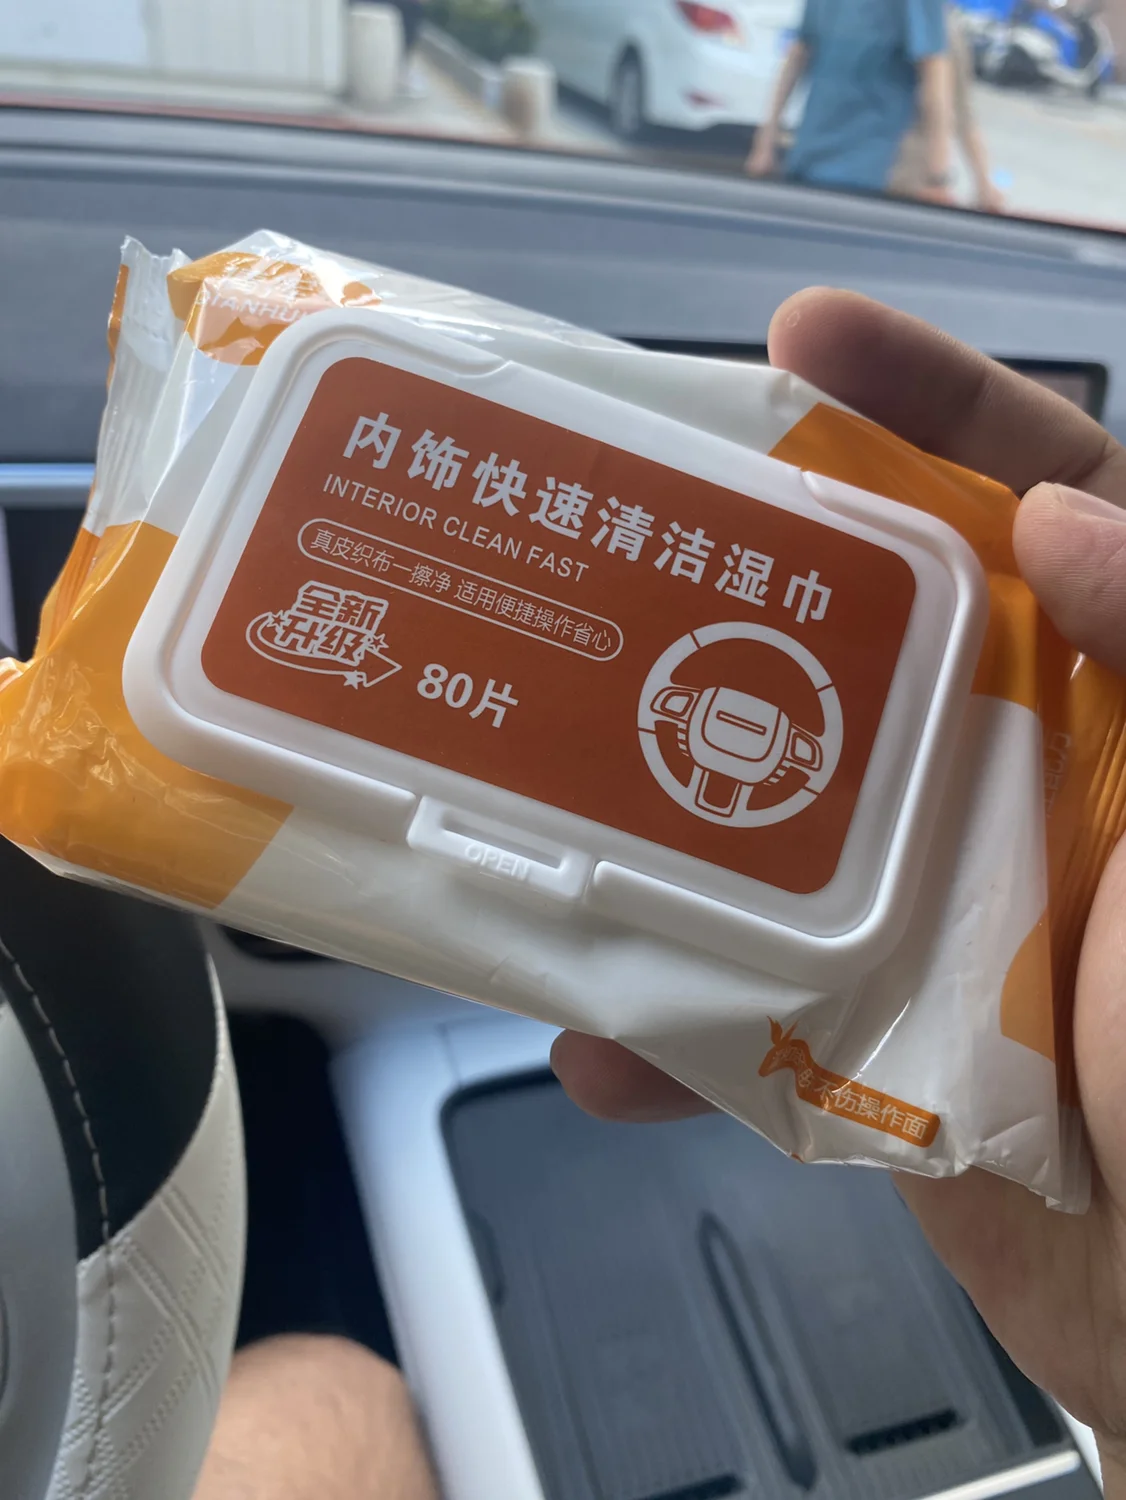 内饰快速清洁湿巾
INTERIOR CLEAN FAST
真皮织布一擦净 适用便捷操作省心
全新
升级
80片
OPEN
不伤操作面